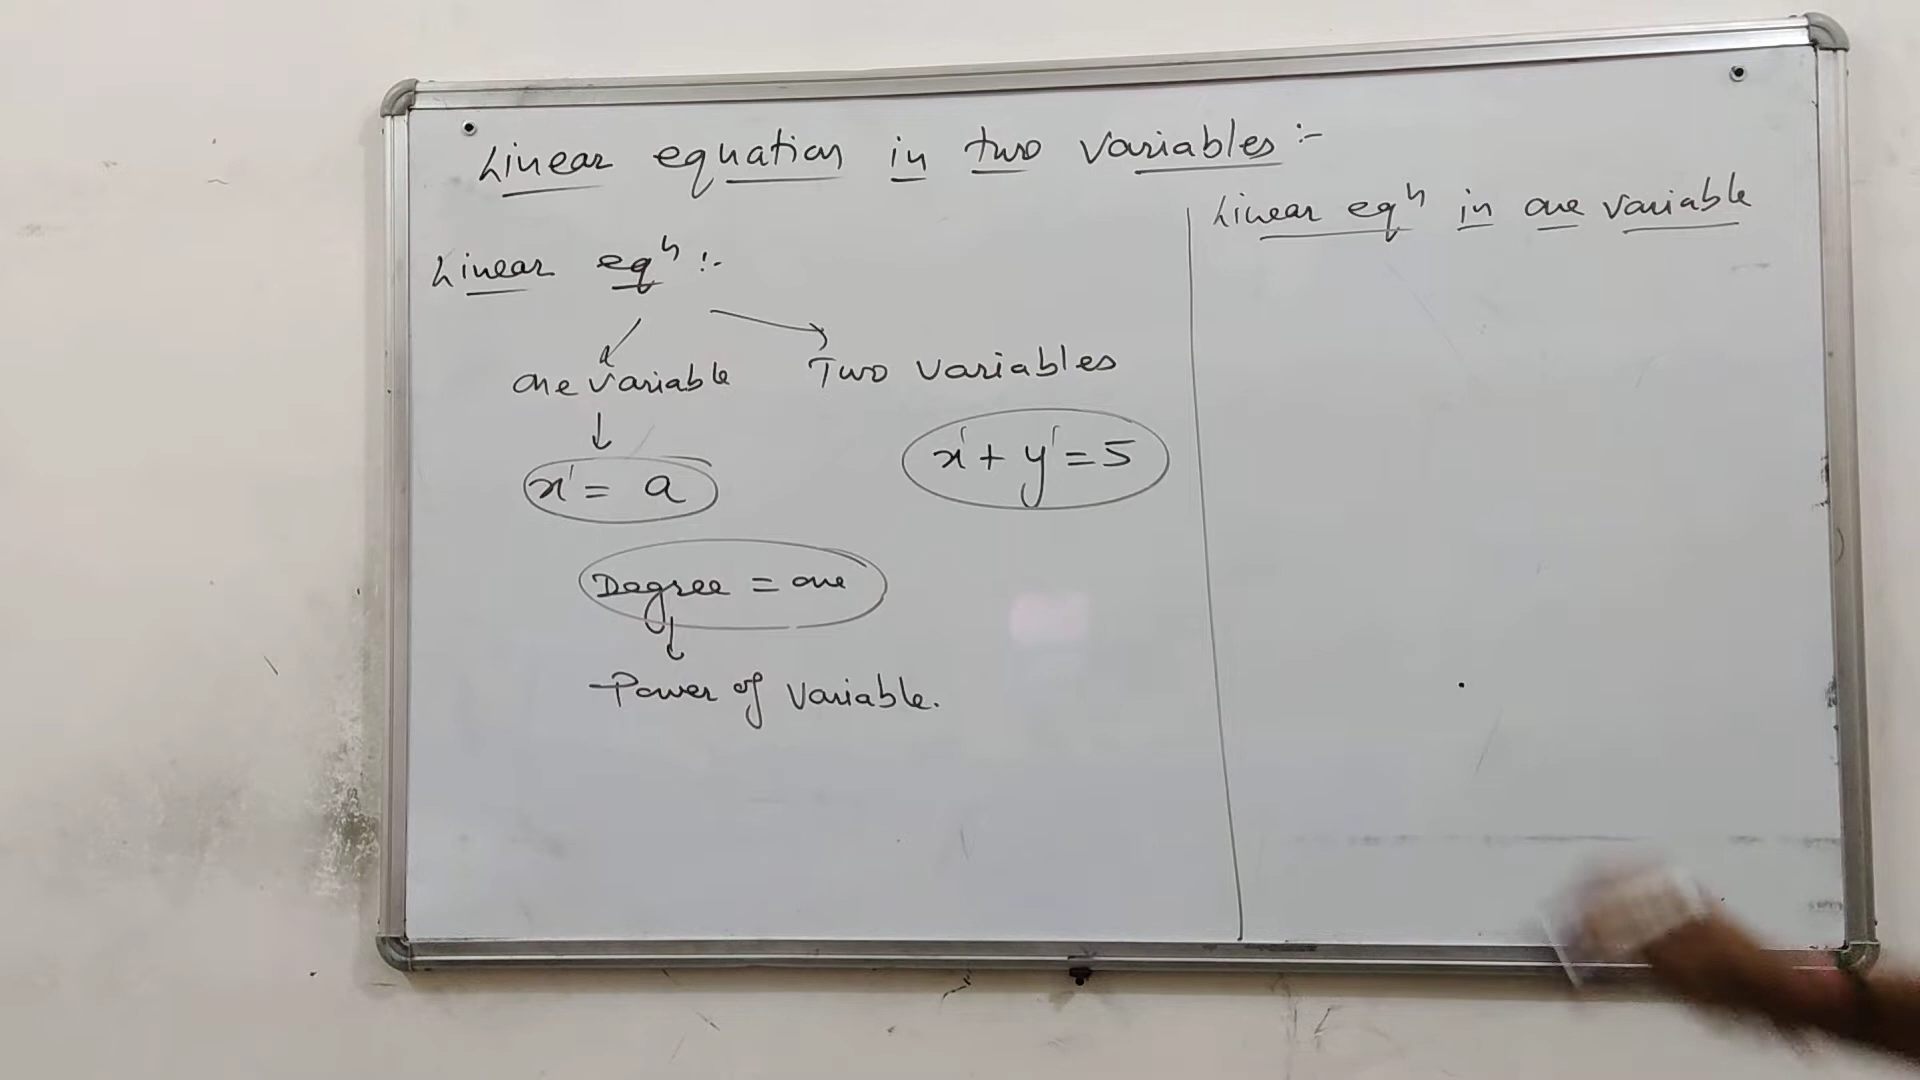 Linear equation in two variables :-
Linear eqⁿ :-
one variable Two variables
x¹ = a
x¹ + y¹ = 5
Degree = one
Power of variable.
Linear eqⁿ in one variable